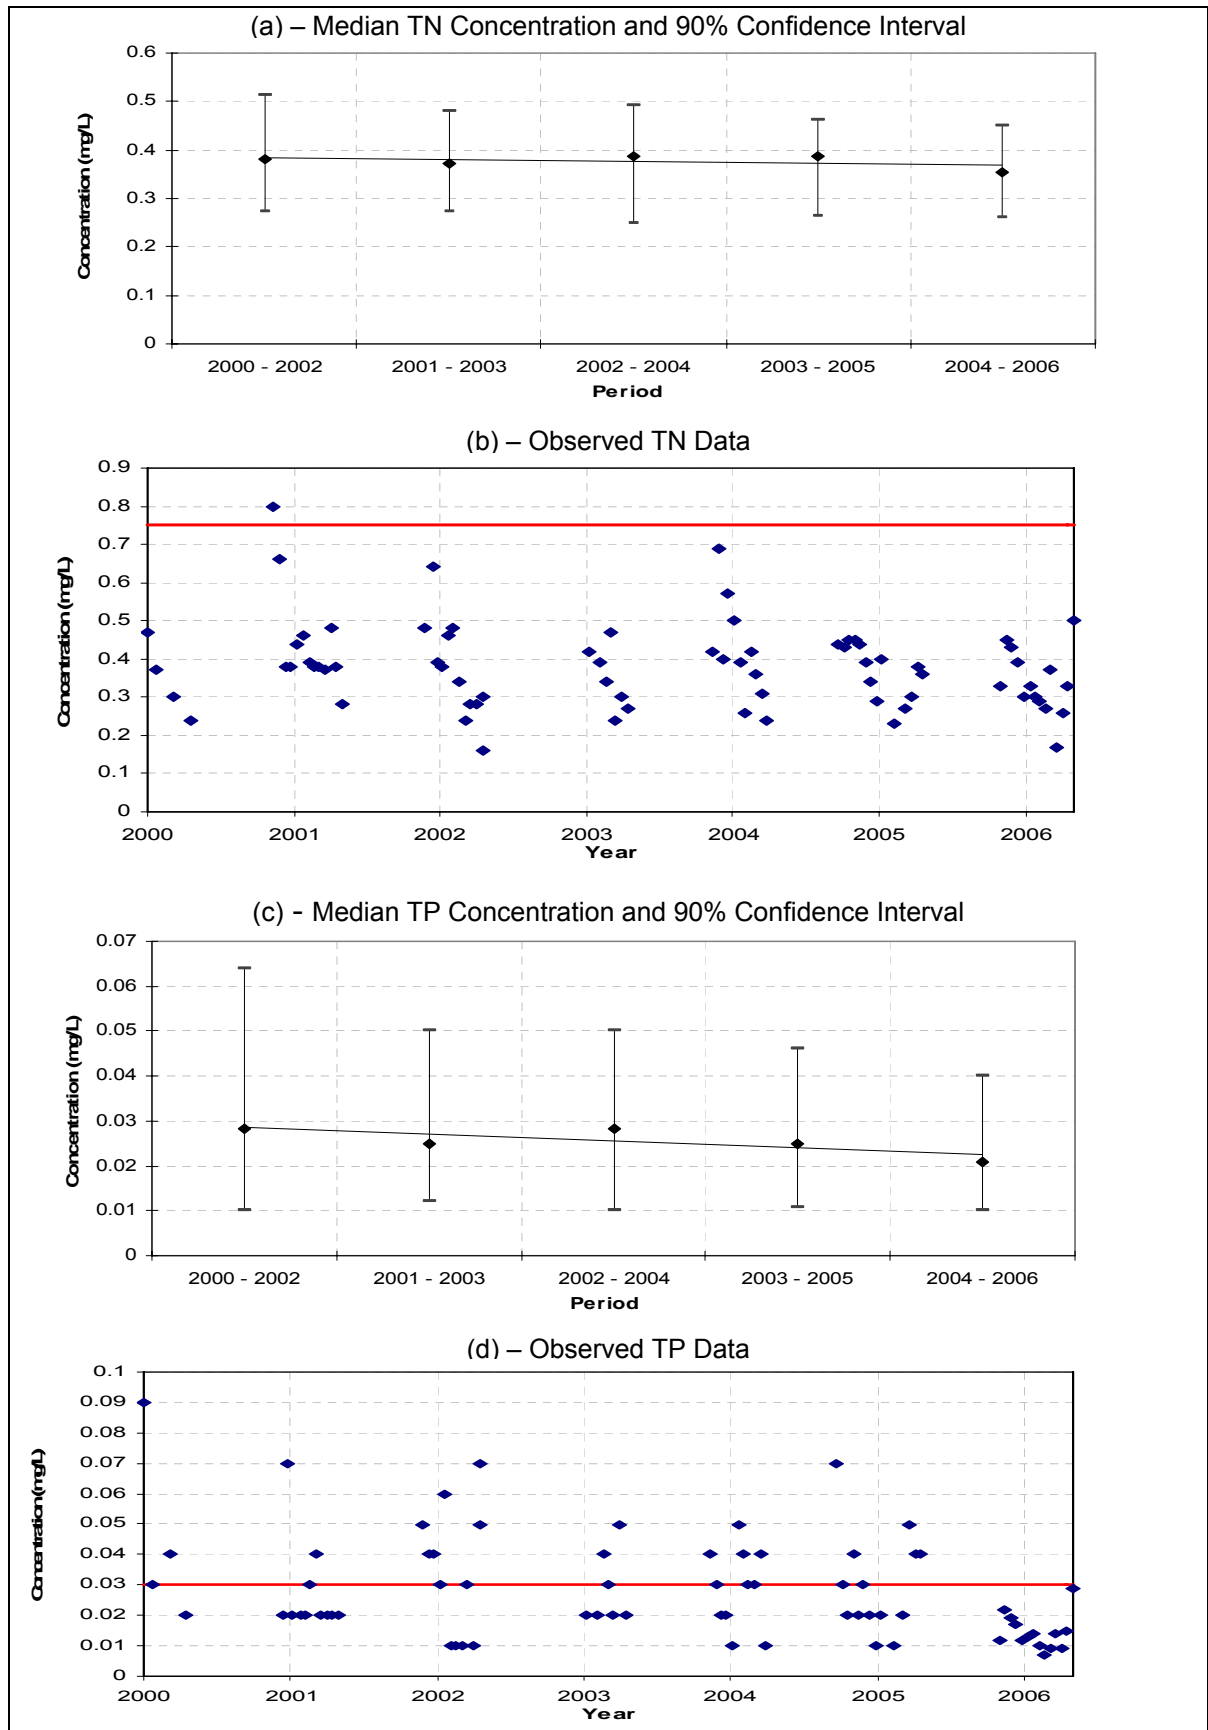 (a) – Median TN Concentration and 90% Confidence Interval
0.6
0.5
0.4
0.3
0.2
0.1
0
Concentration (mg/L)
2000 - 2002 2001 - 2003 2002 - 2004 2003 - 2005 2004 - 2006
Period
(b) – Observed TN Data
0.9
0.8
0.7
0.6
0.5
0.4
0.3
0.2
0.1
0
Concentration (mg/L)
2000 2001 2002 2003 2004 2005 2006
Year
(c) - Median TP Concentration and 90% Confidence Interval
0.07
0.06
0.05
0.04
0.03
0.02
0.01
0
Concentration (mg/L)
2000 - 2002 2001 - 2003 2002 - 2004 2003 - 2005 2004 - 2006
Period
(d) – Observed TP Data
0.1
0.09
0.08
0.07
0.06
0.05
0.04
0.03
0.02
0.01
0
Concentration (mg/L)
2000 2001 2002 2003 2004 2005 2006
Year